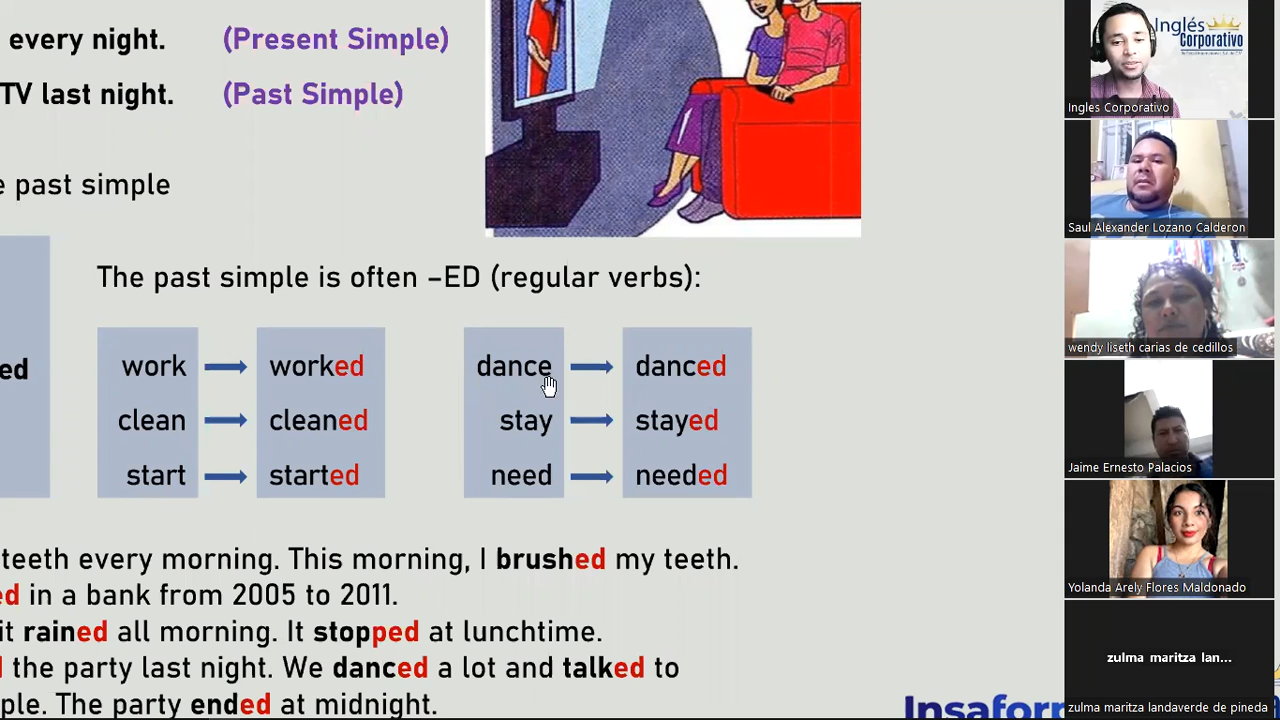 every night. (Present Simple)
TV last night. (Past Simple)
e past simple
The past simple is often –ED (regular verbs):
ed
work worked dance danced
clean cleaned stay stayed
start started need needed
teeth every morning. This morning, I brushed my teeth.
ed in a bank from 2005 to 2011.
it rained all morning. It stopped at lunchtime.
d the party last night. We danced a lot and talked to
ple. The party ended at midnight.
Insafor
Inglés
Corporativo
Ingles Corporativo
Saul Alexander Lozano Calderon
wendy liseth carias de cedillos
Jaime Ernesto Palacios
Yolanda Arely Flores Maldonado
zulma maritza lan...
zulma maritza landaverde de pineda